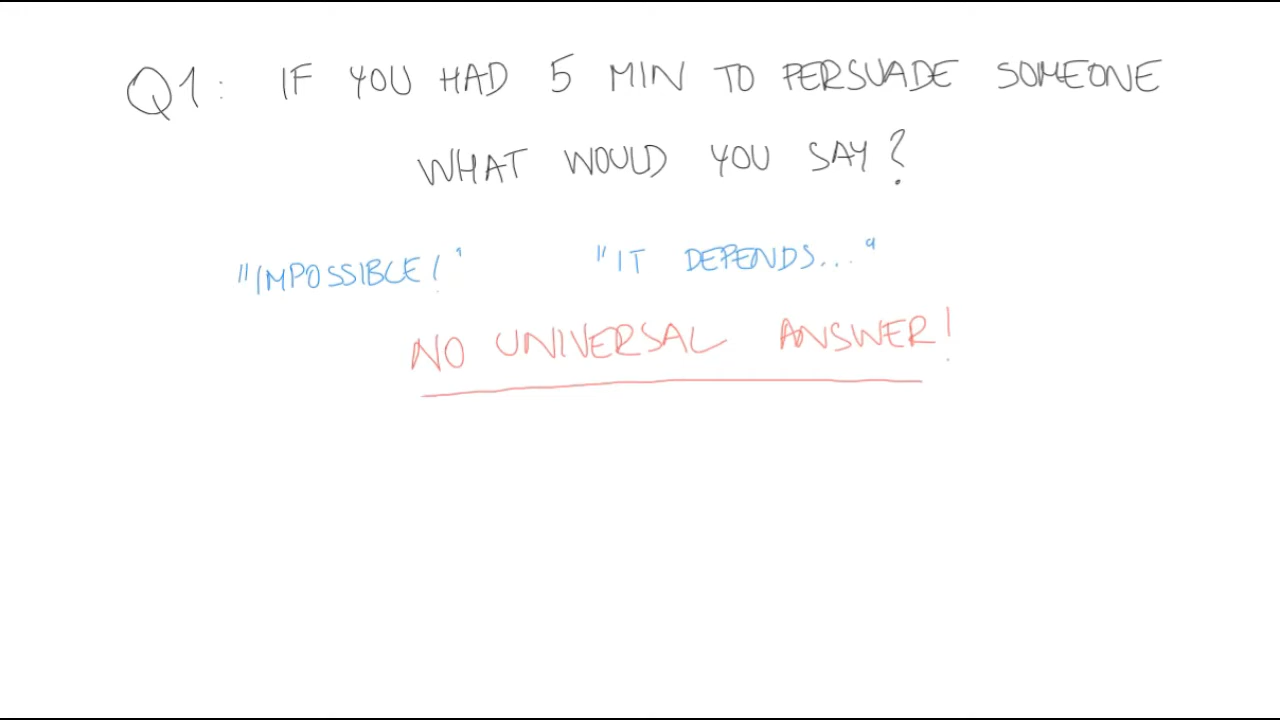 Q1: IF YOU HAD 5 MIN TO PERSUADE SOMEONE
WHAT WOULD YOU SAY?
"IMPOSSIBLE!" "IT DEPENDS..."
NO UNIVERSAL ANSWER!